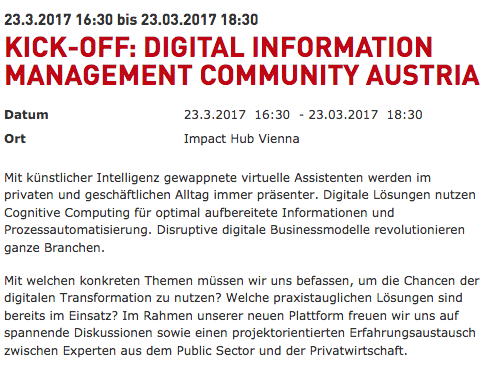 23.3.2017 16:30 bis 23.03.2017 18:30
KICK-OFF: DIGITAL INFORMATION
MANAGEMENT COMMUNITY AUSTRIA
Datum 23.3.2017 16:30 - 23.03.2017 18:30
Ort Impact Hub Vienna
Mit künstlicher Intelligenz gewappnete virtuelle Assistenten werden im
privaten und geschäftlichen Alltag immer präsenter. Digitale Lösungen nutzen
Cognitive Computing für optimal aufbereitete Informationen und
Prozessautomatisierung. Disruptive digitale Businessmodelle revolutionieren
ganze Branchen.
Mit welchen konkreten Themen müssen wir uns befassen, um die Chancen der
digitalen Transformation zu nutzen? Welche praxistauglichen Lösungen sind
bereits im Einsatz? Im Rahmen unserer neuen Plattform freuen wir uns auf
spannende Diskussionen sowie einen projektorientierten Erfahrungsaustausch
zwischen Experten aus dem Public Sector und der Privatwirtschaft.